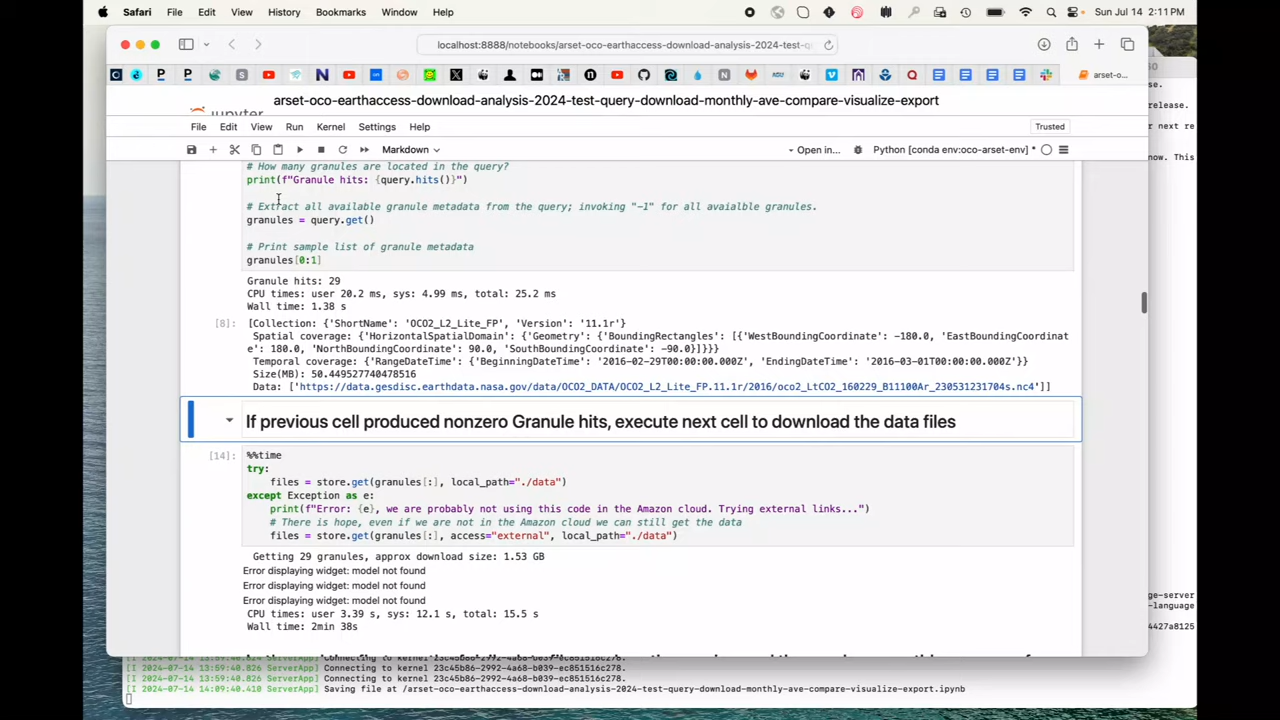 Safari File Edit View History Bookmarks Window Help Sun Jul 14 2:11 PM
localhost:8888/notebooks/arset-oco-earthaccess-download-analysis-2024-test-q
arset-o...
jupyter
arset-oco-earthaccess-download-analysis-2024-test-query-download-monthly-ave-compare-visualize-export
File Edit View Run Kernel Settings Help Trusted
Markdown Open in... Python [conda env:oco-arset-env] *
# How many granules are located in the query?
print(f"Granule hits: {query.hits()}")
# Extract all available granule metadata from the query; invoking "-1" for all avaialble granules.
granules = query.get()
# Print sample list of granule metadata
granules[0:1]
Granule hits: 29
CPU times: user ms, sys: 4.99 ms, total: 25.2 ms
Wall time: 1.38 s
[8]: [Collection: {'ShortName': 'OCO2_L2_Lite_FP', 'Version': '11.1r'}
Spatial coverage: {'HorizontalSpatialDomain': {'Geometry': {'BoundingRectangles': [{'WestBoundingCoordinate': -180.0, 'EastBoundingCoordinat
e': 180.0, 'NorthBoundingCoordinate': 90.0, 'SouthBoundingCoordinate': -90.0}]}}}
Temporal coverage: {'RangeDateTime': {'BeginningDateTime': '2016-02-29T00:00:00.000Z', 'EndingDateTime': '2016-03-01T00:00:00.000Z'}}
Size(MB): 50.449527740478516
Data: ['https://data.gesdisc.earthdata.nasa.gov/data/OCO2_DATA/OCO2_L2_Lite_FP.11.1r/2016/oco2_LtCO2_160229_B11100Ar_230531231704s.nc4']]
If previous cell produces nonzero Granule hits, execute next cell to download the data files
[14]: %%time
try:
files = store.get(granules[:], local_path="./data")
except Exception as e:
print(f"Error: we are probably not using this code in the Amazon cloud. Trying external links...")
# There is hope, even if we are not in the Amazon cloud we can still get the data
files = store.get(granules[:], access="external", local_path="./data")
Getting 29 granules, approx download size: 1.53 GB
Error displaying widget: model not found
Error displaying widget: model not found
Error displaying widget: model not found
CPU times: user s, sys: 12.1 s, total:
Wall time: 2min 38s
[I 2024-07-14 13:59:40.826 ServerApp] Connecting to kernel 23c45b86-2992-4a68-b939-ec851516c278.
[I 2024-07-14 13:59:40.832 ServerApp] Connecting to kernel 23c45b86-2992-4a68-b939-ec851516c278.
[I 2024-07-14 14:09:40.453 ServerApp] Saving file at /arset-oco-earthaccess-download-analysis-2024-test-query-download-monthly-ave-compare-visualize-export.ipynb
se.
release.
r next re
now. This
ge-server
-language
4427a8125